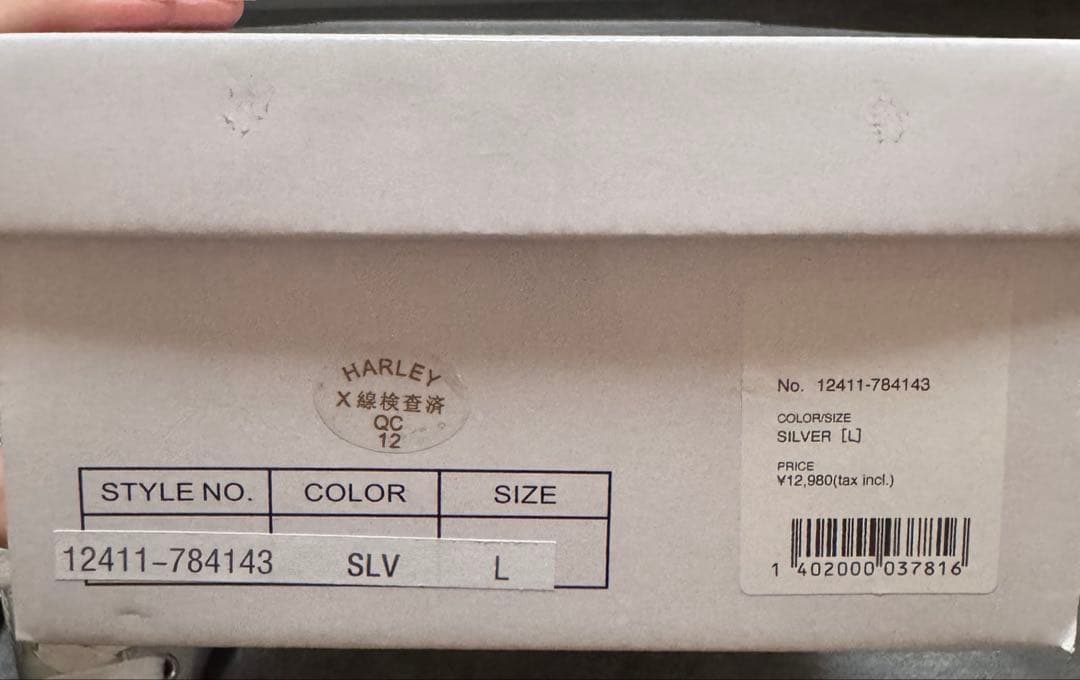 HARLEY
X線検査済
QC
12
STYLE NO. COLOR SIZE
12411-784143 SLV L
No. 12411-784143
COLOR/SIZE
SILVER [L]
PRICE
¥12,980(tax incl.)
1 402000 037816